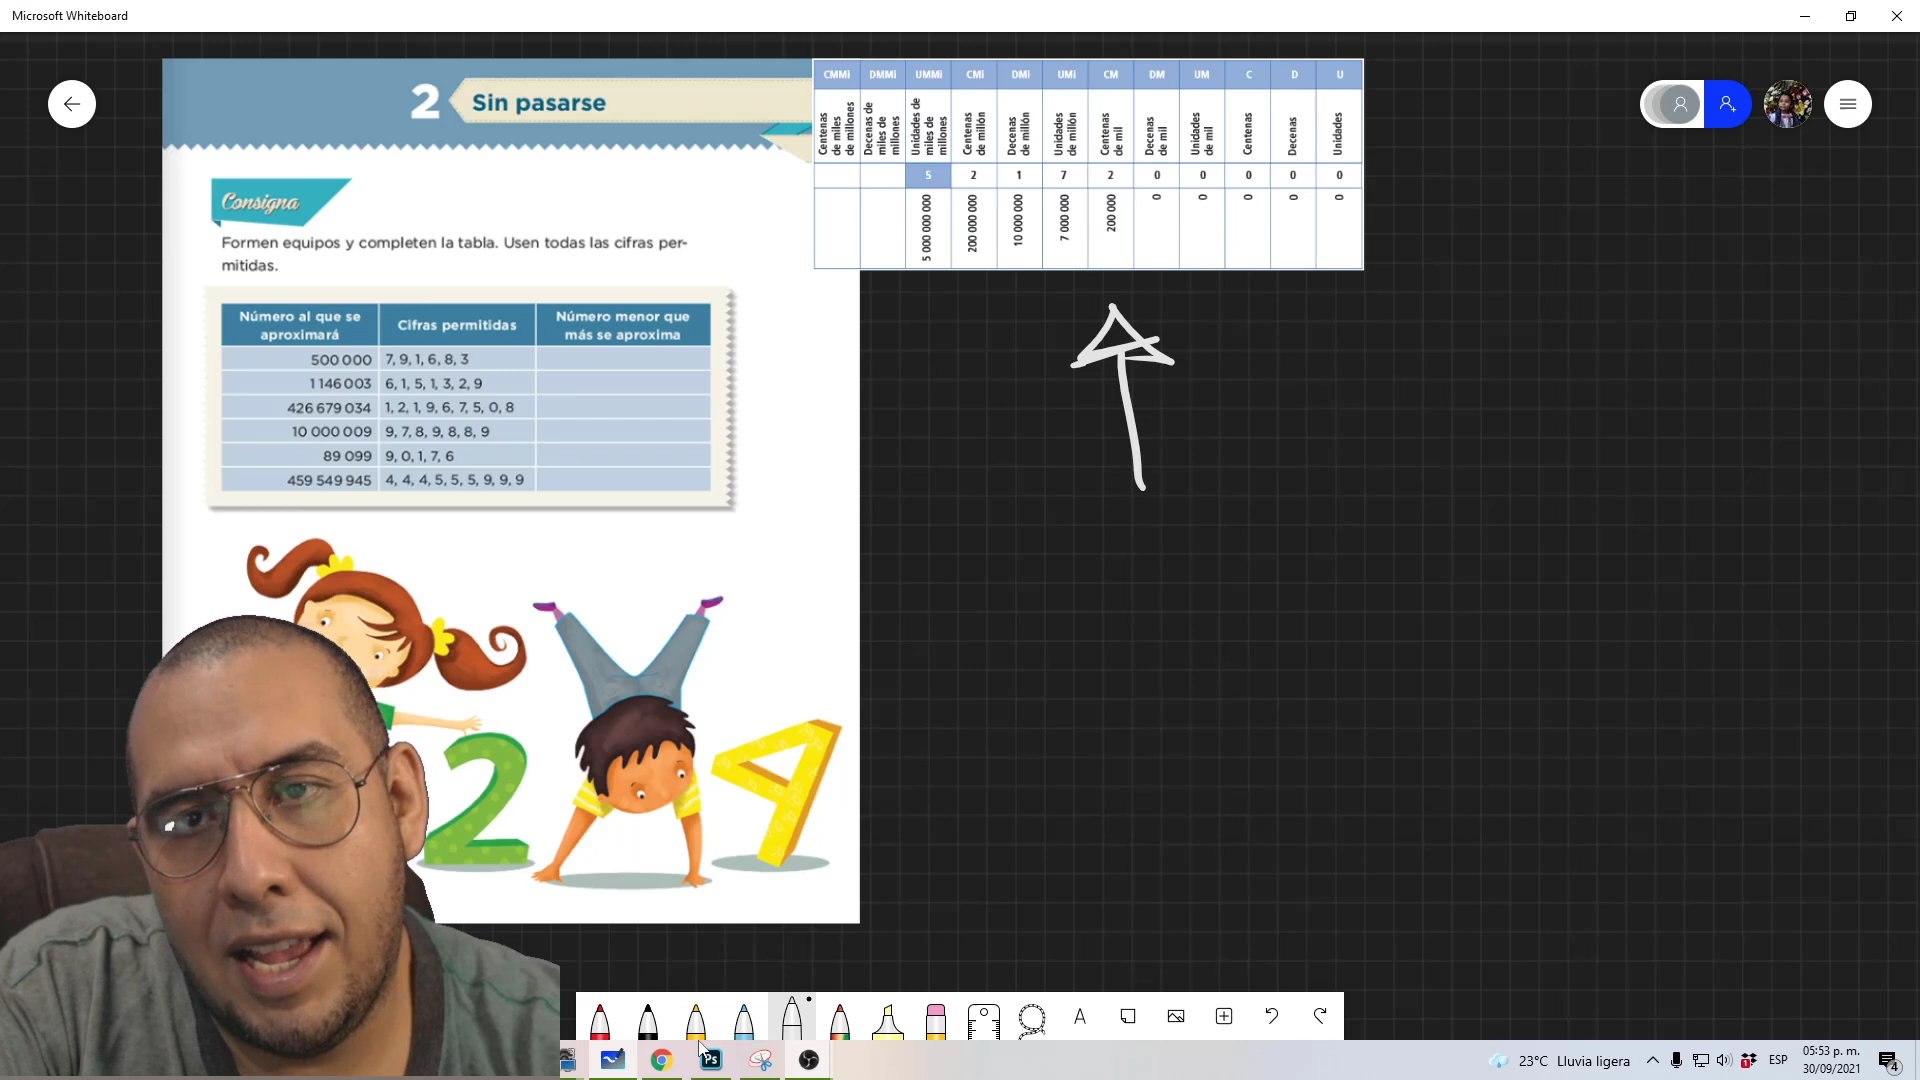 Microsoft Whiteboard
2 Sin pasarse
Consigna
Formen equipos y completen la tabla. Usen todas las cifras per-
mitidas.
Número al que se aproximará Cifras permitidas Número menor que más se aproxima
500 000 7, 9, 1, 6, 8, 3
1 146 003 6, 1, 5, 1, 3, 2, 9
426 679 034 1, 2, 1, 9, 6, 7, 5, 0, 8
10 000 009 9, 7, 8, 9, 8, 8, 9
89 099 9, 0, 1, 7, 6
459 549 945 4, 4, 4, 5, 5, 5, 9, 9, 9
CMMi DMMi UMMi CMi DMi UMi CM DM UM C D U
Centenas de miles de millones
Decenas de miles de millones
Unidades de miles de millones
Centenas de millón
Decenas de millón
Unidades de millón
Centenas de mil
Decenas de mil
Unidades de mil
Centenas
Decenas
Unidades
5 2 1 7 2 0 0 0 0 0
5 000 000 000 200 000 000 10 000 000 7 000 000 200 000 0 0 0 0 0
2
4
A
Ps
23°C Lluvia ligera
ESP
05:53 p. m.
30/09/2021
4